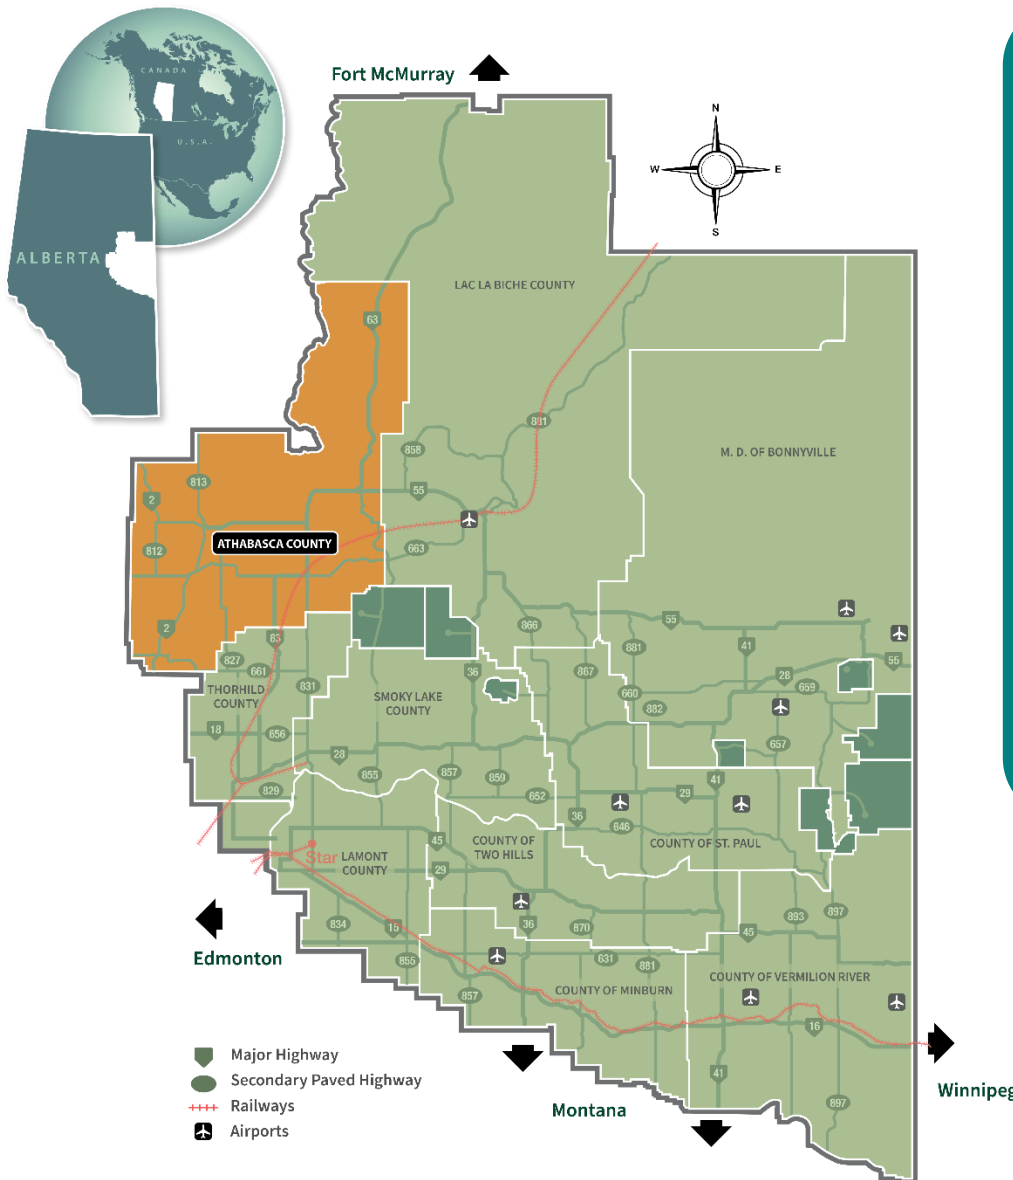 Fort McMurray
CANADA
U.S.A.
ALBERTA
N
W
E
S
LAC LA BICHE COUNTY
63
881
M. D. OF BONNYVILLE
858
813
55
2
ATHABASCA COUNTY
812
663
2
63
866
55
881
41
827
661
867
28
55
36
831
660
659
THORHILD
COUNTY
SMOKY LAKE
COUNTY
882
18
656
657
28
855
857
859
41
829
652
29
36
646
45
COUNTY OF
TWO HILLS
COUNTY OF ST. PAUL
Star
LAMONT
COUNTY
29
897
893
834
15
36
870
45
Edmonton
855
631
881
COUNTY OF VERMILION RIVER
857
COUNTY OF MINBURN
16
Major Highway
41
Secondary Paved Highway
Winnipeg
Railways
Montana
897
Airports